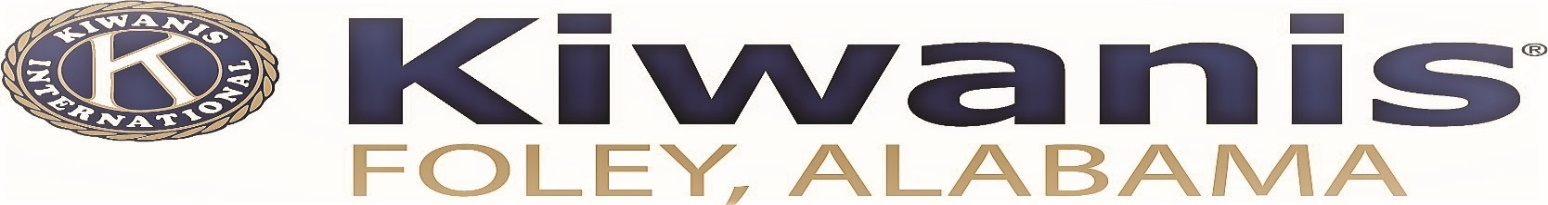 KIWANIS
K
INTERNATIONAL
Kiwanis®
FOLEY, ALABAMA